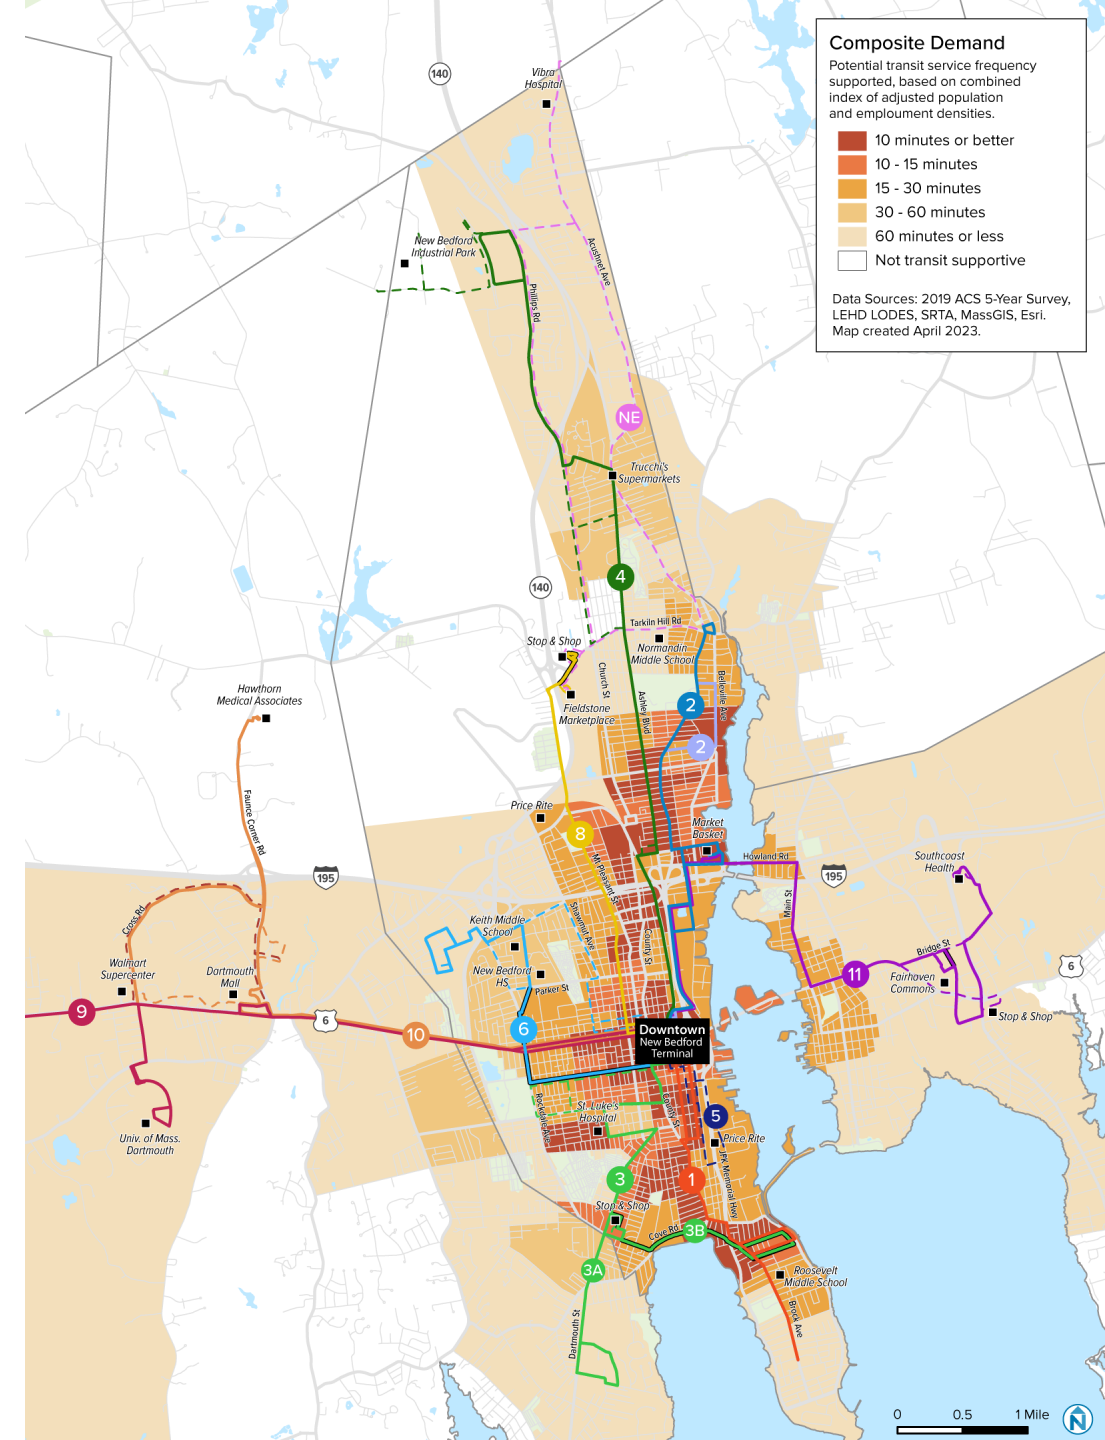 Composite Demand
Potential transit service frequency
supported, based on combined
index of adjusted population
and emploument densities.
10 minutes or better
10 - 15 minutes
15 - 30 minutes
30 - 60 minutes
60 minutes or less
Not transit supportive
Data Sources: 2019 ACS 5-Year Survey,
LEHD LODES, SRTA, MassGIS, Esri.
Map created April 2023.
140
Vibra
Hospital
New Bedford
Industrial Park
Acushnet Ave
Phillips Rd
NE
Trucchi's
Supermarkets
4
140
Tarkiln Hill Rd
Stop & Shop
Normandin
Middle School
Church St
Belleville Ave
Hawthorn
Medical Associates
Fieldstone
Marketplace
Ashley Blvd
2
2
Price Rite
8
Market
Basket
Faunce Corner Rd
Howland Rd
Mt Pleasant St
195
195
Southcoast
Health
Main St
Cross Rd
Keith Middle
School
Shawmut Ave
County St
Bridge St
Walmart
Supercenter
Dartmouth
Mall
New Bedford
HS
Parker St
11
Fairhaven
Commons
6
9
6
10
6
Stop & Shop
Downtown
New Bedford
Terminal
Rockdale Ave
St. Luke's
Hospital
County St
5
Univ. of Mass.
Dartmouth
Price Rite
JFK Memorial Hwy
3
1
Stop & Shop
Cove Rd
3B
3A
Roosevelt
Middle School
Dartmouth St
Brock Ave
0 0.5 1 Mile
N